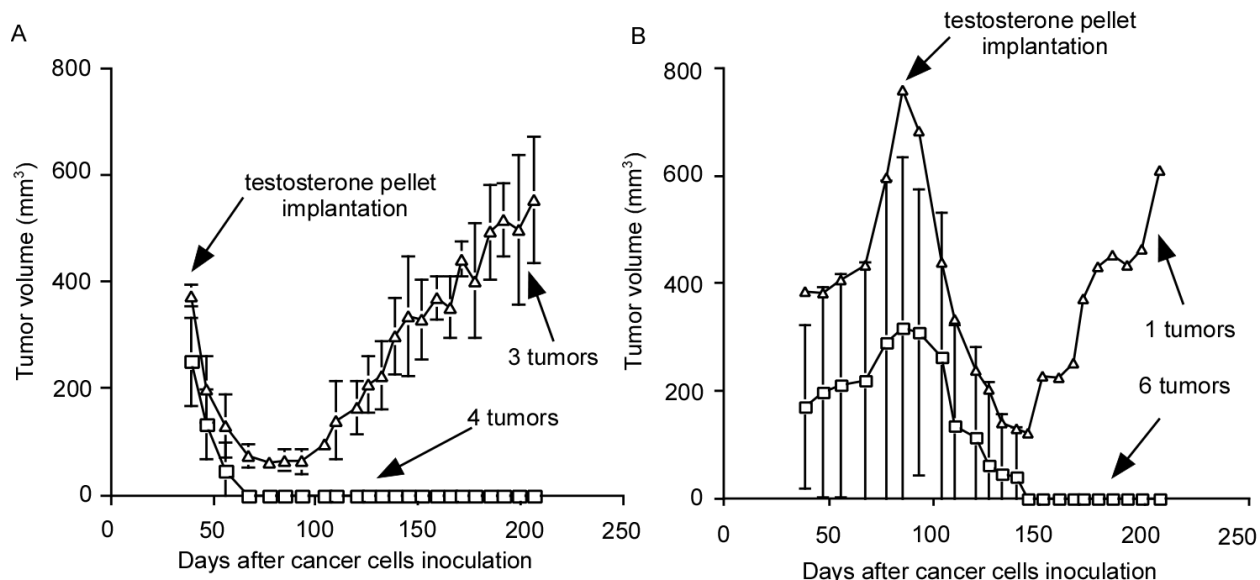 A
testosterone pellet
implantation
3 tumors
4 tumors
800
600
400
200
0
0
50
100
150
200
250
Tumor volume (mm³)
Days after cancer cells inoculation
B
testosterone pellet
implantation
1 tumors
6 tumors
800
600
400
200
0
0
50
100
150
200
250
Tumor volume (mm³)
Days after cancer cells inoculation